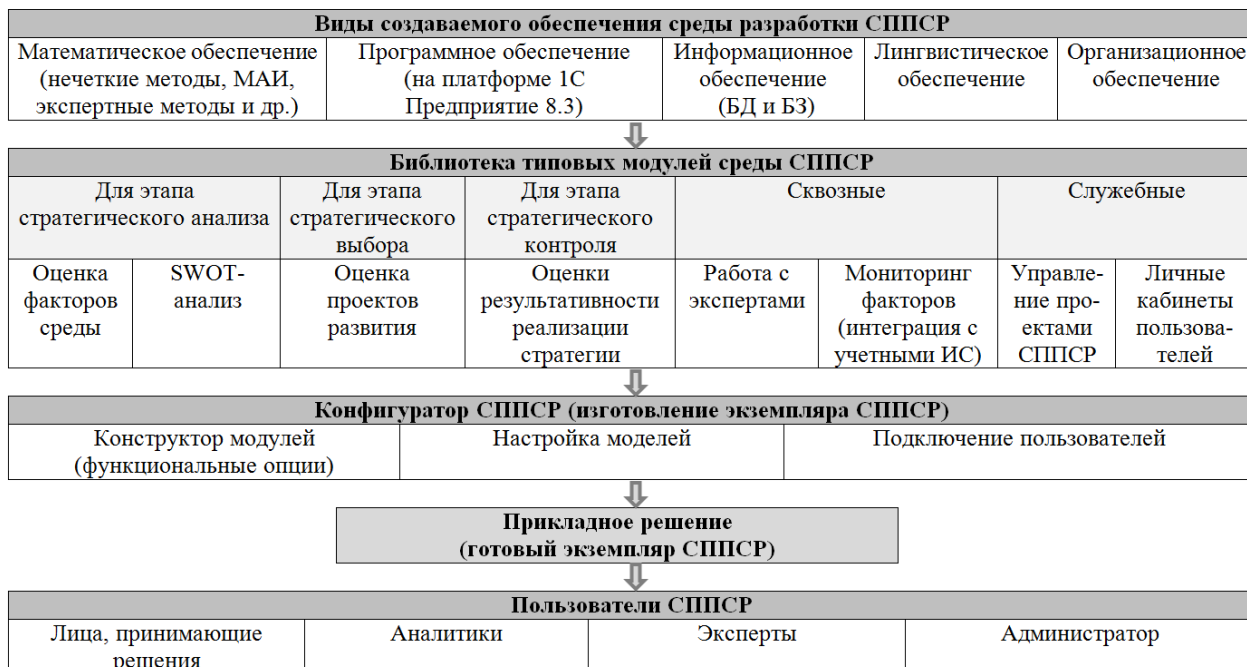 Виды создаваемого обеспечения среды разработки СППСР
Математическое обеспечение
(нечеткие методы, МАИ,
экспертные методы и др.)
Программное обеспечение
(на платформе 1С
Предприятие 8.3)
Информационное
обеспечение
(БД и БЗ)
Лингвистическое
обеспечение
Организационное
обеспечение
Библиотека типовых модулей среды СППСР
Для этапа
стратегического анализа
Для этапа
стратегического
выбора
Для этапа
стратегического
контроля
Сквозные
Служебные
Оценка
факторов
среды
SWOT-
анализ
Оценка
проектов
развития
Оценки
результативности
реализации
стратегии
Работа с
экспертами
Мониторинг
факторов
(интеграция с
учетными ИС)
Управле-
ние про-
ектами
СППСР
Личные
кабинеты
пользова-
телей
Конфигуратор СППСР (изготовление экземпляра СППСР)
Конструктор модулей
(функциональные опции)
Настройка моделей
Подключение пользователей
Прикладное решение
(готовый экземпляр СППСР)
Пользователи СППСР
Лица, принимающие
решения
Аналитики
Эксперты
Администратор